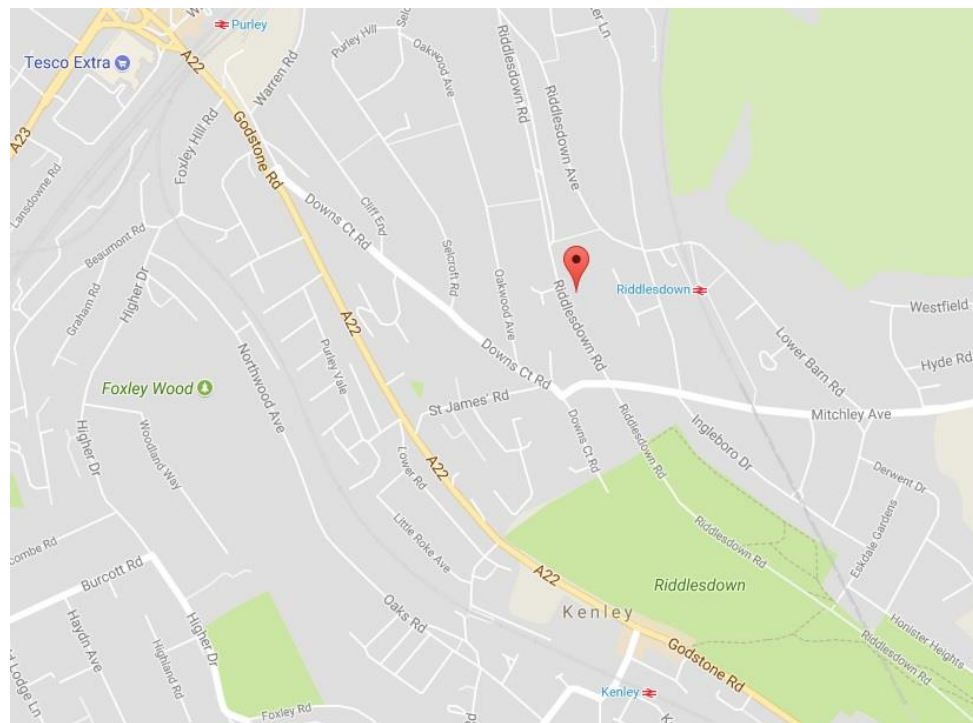 Purley
Tesco Extra
A22
A23
Godstone Rd
Warren Rd
Foxley Hill Rd
Lansdowne Rd
Purley Hill
Oakwood Ave
Riddlesdown Rd
Riddlesdown Ave
Downs Ct Rd
Cliff End
Selcroft Rd
Oakwood Ave
Beaumont Rd
Graham Rd
Higher Dr
A22
Riddlesdown Rd
Riddlesdown
Westfield
Lower Barn Rd
Hyde Rd
Purley Vale
Northwood Ave
Downs Ct Rd
Foxley Wood
St James' Rd
Mitchley Ave
Higher Dr
Woodland Way
Lower Rd
A22
Downs Ct Rd
Riddlesdown Rd
Ingleboro Dr
Derwent Dr
Eskdale Gardens
Little Roke Ave
Riddlesdown Rd
combe Rd
Burcott Rd
A22
Riddlesdown
Kenley
Oaks Rd
Haydn Ave
Highland Rd
Higher Dr
Lodge Ln
Godstone Rd
Honister Heights
Riddlesdown Rd
Kenley
Foxley Rd